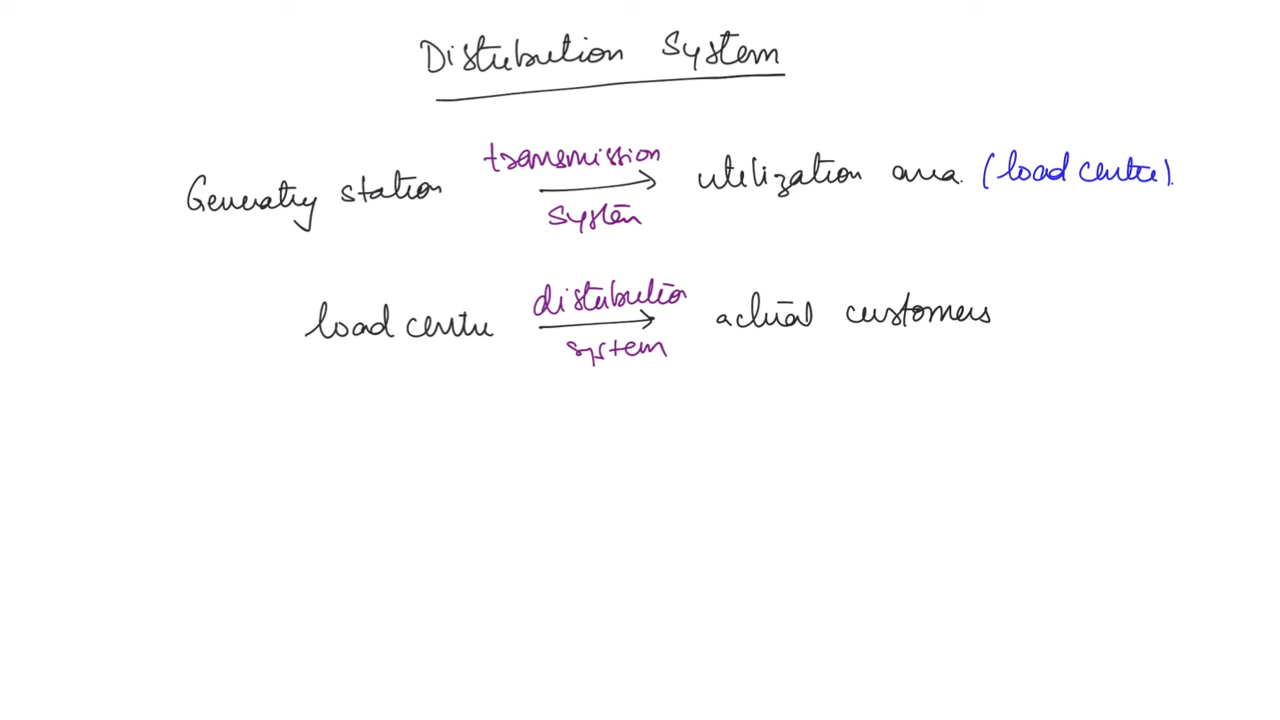 Distribution System
Generating station transmission system → utilization area. (load centre).
load centre distribution system → actual customers